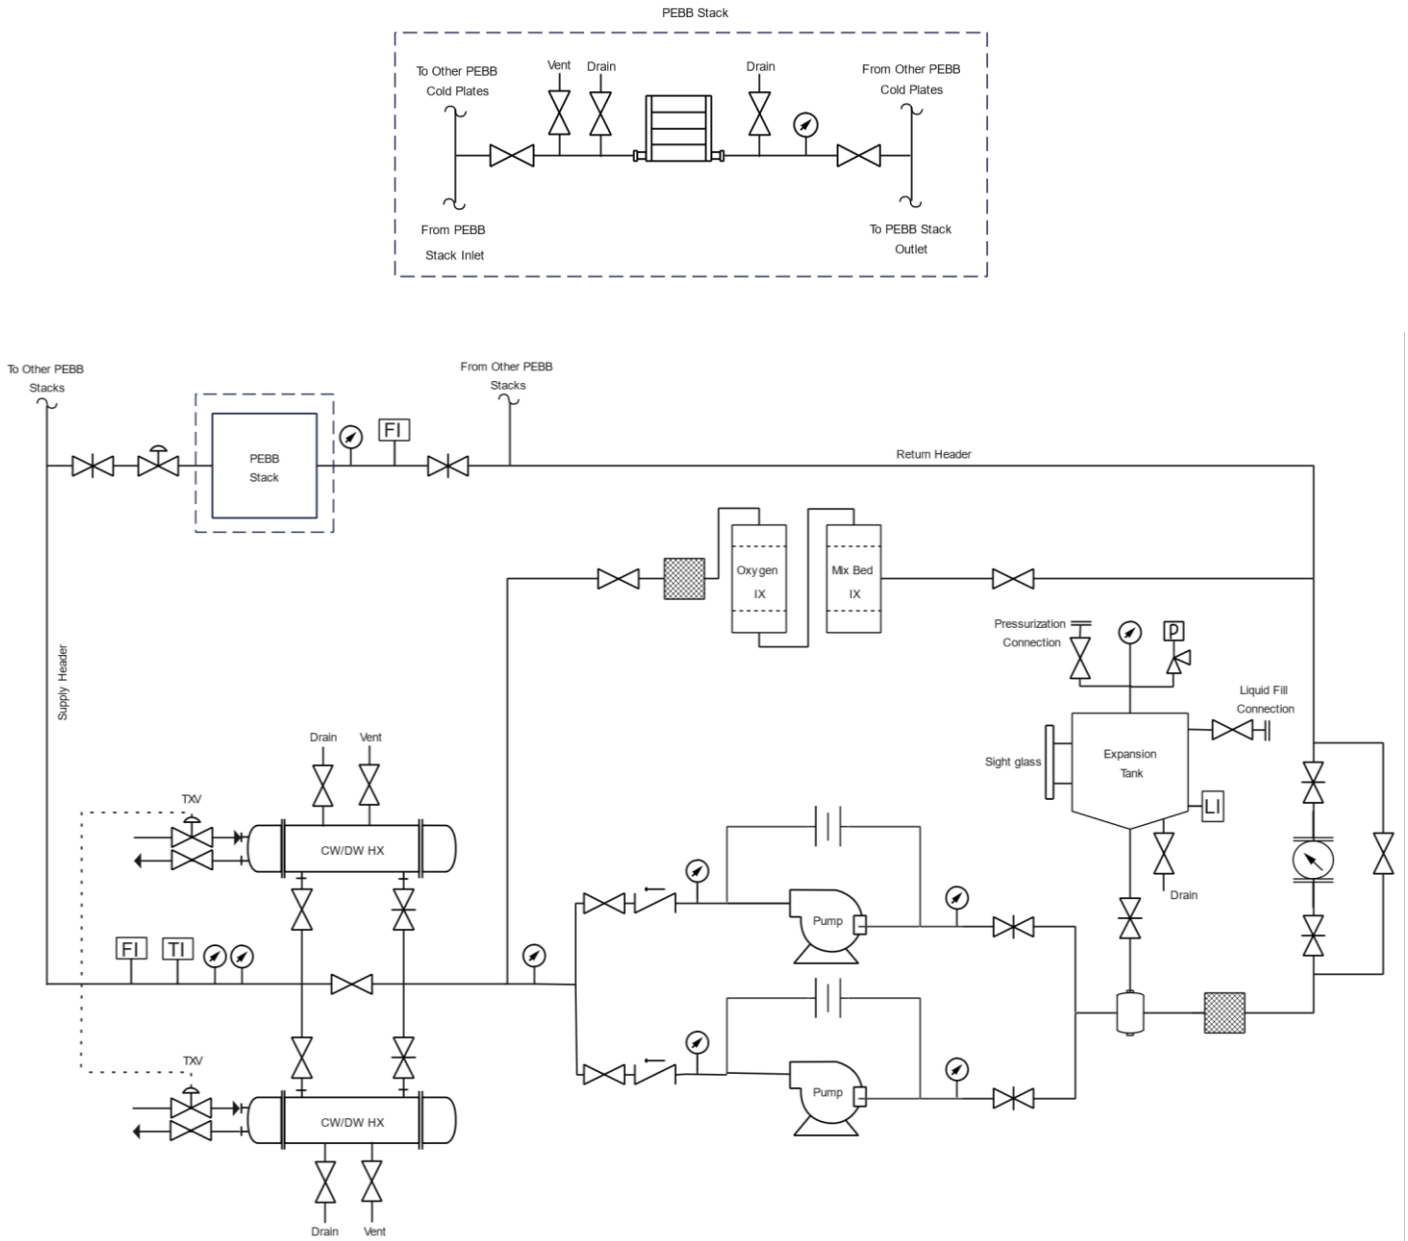 PEBB Stack
To Other PEBB
Cold Plates
Vent
Drain
Drain
From Other PEBB
Cold Plates
From PEBB
Stack Inlet
To PEBB Stack
Outlet
To Other PEBB
Stacks
From Other PEBB
Stacks
FI
PEBB
Stack
Return Header
Oxygen
IX
Mix Bed
IX
Pressurization
Connection
P
Liquid Fill
Connection
Supply Header
Drain
Vent
Sight glass
Expansion
Tank
TXV
LI
CW/DW HX
Drain
Pump
FI
TI
TXV
Pump
CW/DW HX
Drain
Vent